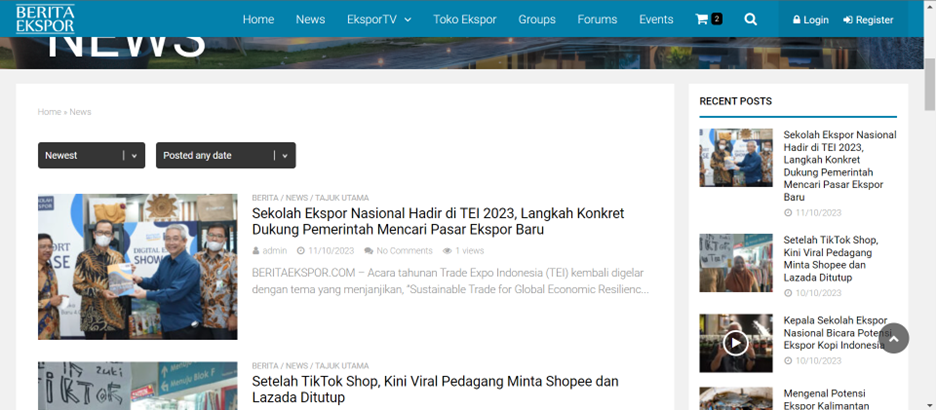 BERITA
EKSPOR
Home
News
EksporTV
Toko Ekspor
Groups
Forums
Events
2
Login
Register
NEWS
Home » News
Newest
Posted any date
BERITA / NEWS / TAJUK UTAMA
Sekolah Ekspor Nasional Hadir di TEI 2023, Langkah Konkret
Dukung Pemerintah Mencari Pasar Ekspor Baru
admin
11/10/2023
No Comments
1 views
BERITAEKSPOR.COM – Acara tahunan Trade Expo Indonesia (TEI) kembali digelar
dengan tema yang menjanjikan, “Sustainable Trade for Global Economic Resilienc...
TikTok
Menuju Blok F
BERITA / NEWS / TAJUK UTAMA
Setelah TikTok Shop, Kini Viral Pedagang Minta Shopee dan
Lazada Ditutup
RECENT POSTS
Sekolah Ekspor Nasional
Hadir di TEI 2023,
Langkah Konkret
Dukung Pemerintah
Mencari Pasar Ekspor
Baru
11/10/2023
Setelah TikTok Shop,
Kini Viral Pedagang
Minta Shopee dan
Lazada Ditutup
10/10/2023
Kepala Sekolah Ekspor
Nasional Bicara Potensi
Ekspor Kopi Indonesia
10/10/2023
Mengenal Potensi
Ekspor Kalimantan